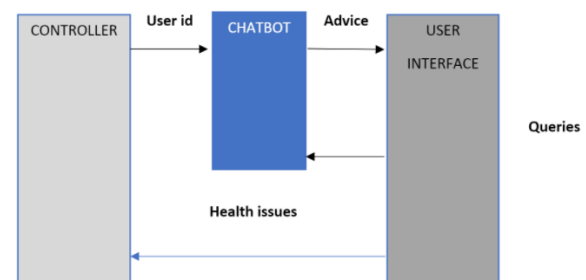 User id
Advice
CONTROLLER
CHATBOT
USER
INTERFACE
Queries
Health issues